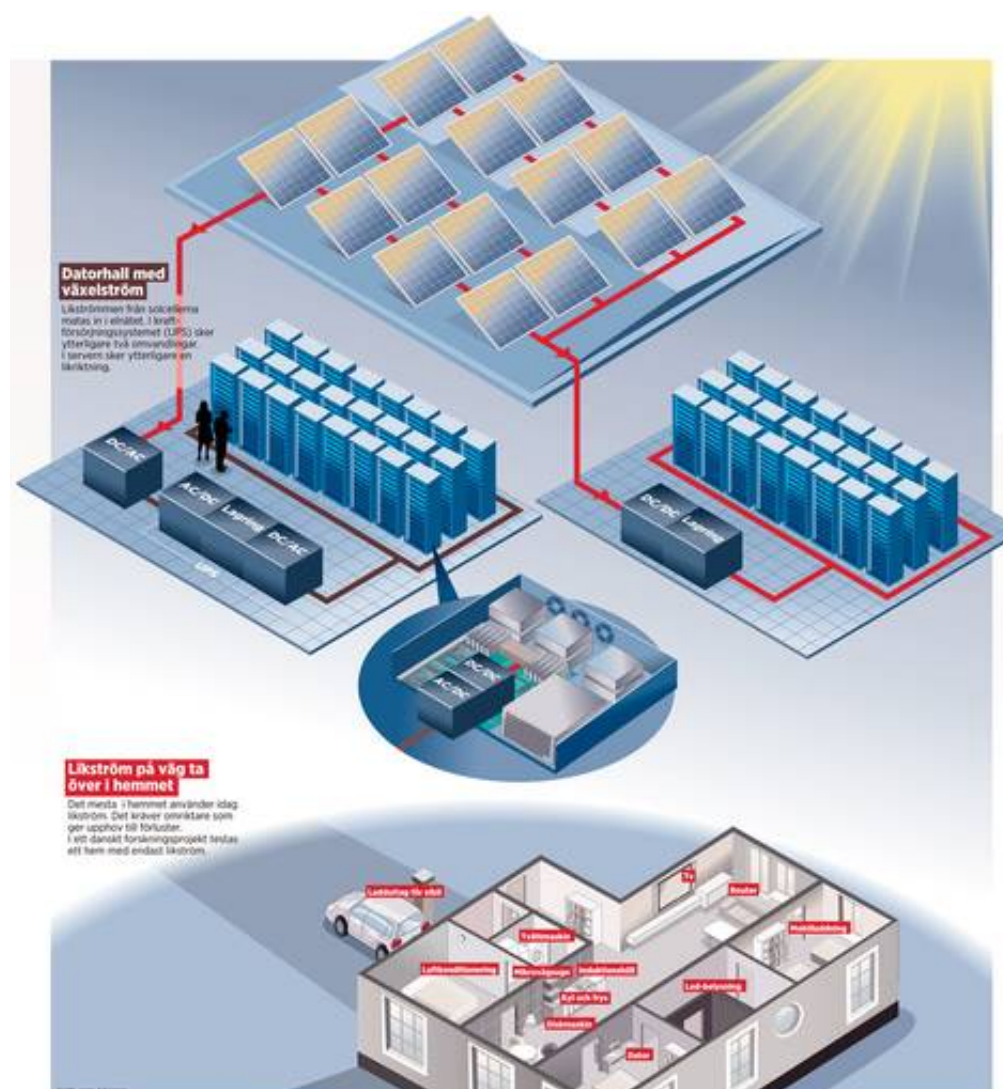 Datorhall med
växelström
Likströmmen från solcellerna
matas in i elnätet. I kraft-
försörjningssystemet (UPS) sker
ytterligare två omvandlingar.
I servern sker ytterligare en
likriktning.
DC/AC
AC/DC
Lagring
DC/AC
UPS
DC/DC
Lagring
DC/DC
AC/DC
Likström på väg ta
över i hemmet
Det mesta i hemmet använder idag
likström. Det kräver omriktare som
ger upphov till förluster.
I ett danskt forskningsprojekt testas
ett hem med endast likström.
Tv
Router
Laddutag för elbil
Mobilladdning
Tvättmaskin
Luftkonditionering
Mikrovågsugn
Induktionshäll
Kyl och frys
Led-belysning
Diskmaskin
Dator